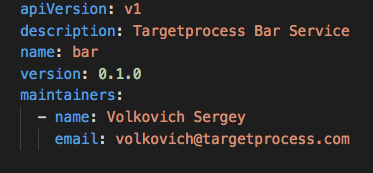 apiVersion: v1
description: Targetprocess Bar Service
name: bar
version: 0.1.0
maintainers:
  - name: Volkovich Sergey
    email: volkovich@targetprocess.com